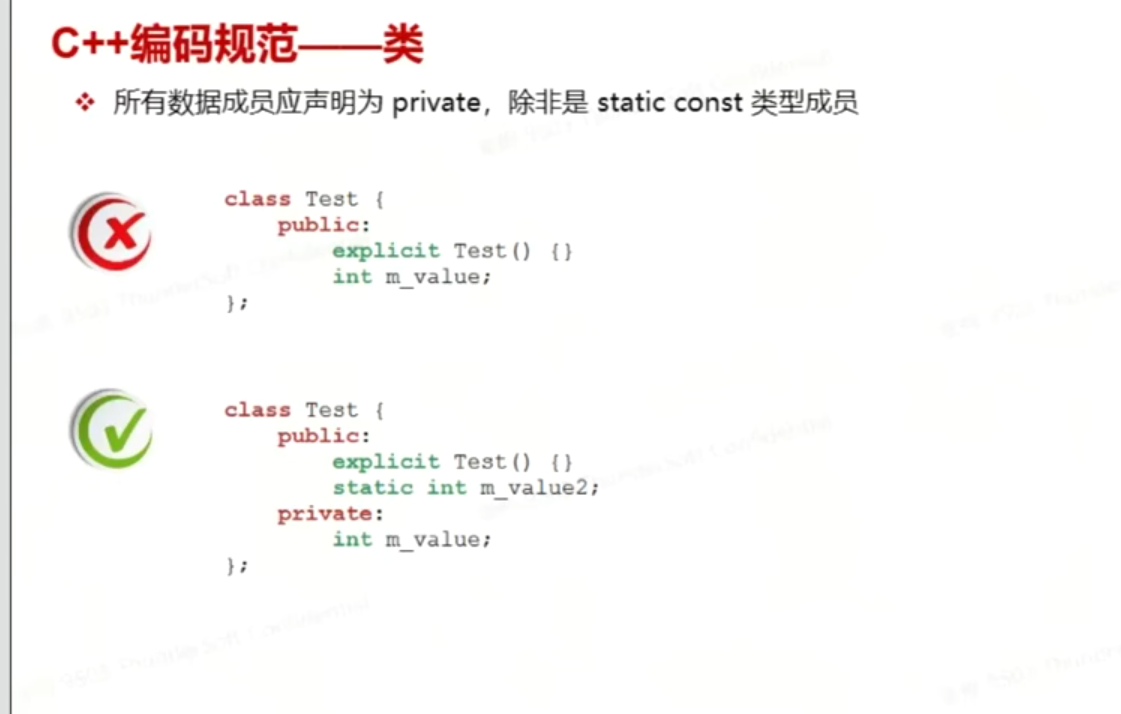 C++编码规范——类
所有数据成员应声明为 private，除非是 static const 类型成员
class Test {
public:
explicit Test() {}
int m_value;
};
class Test {
public:
explicit Test() {}
static int m_value2;
private:
int m_value;
};